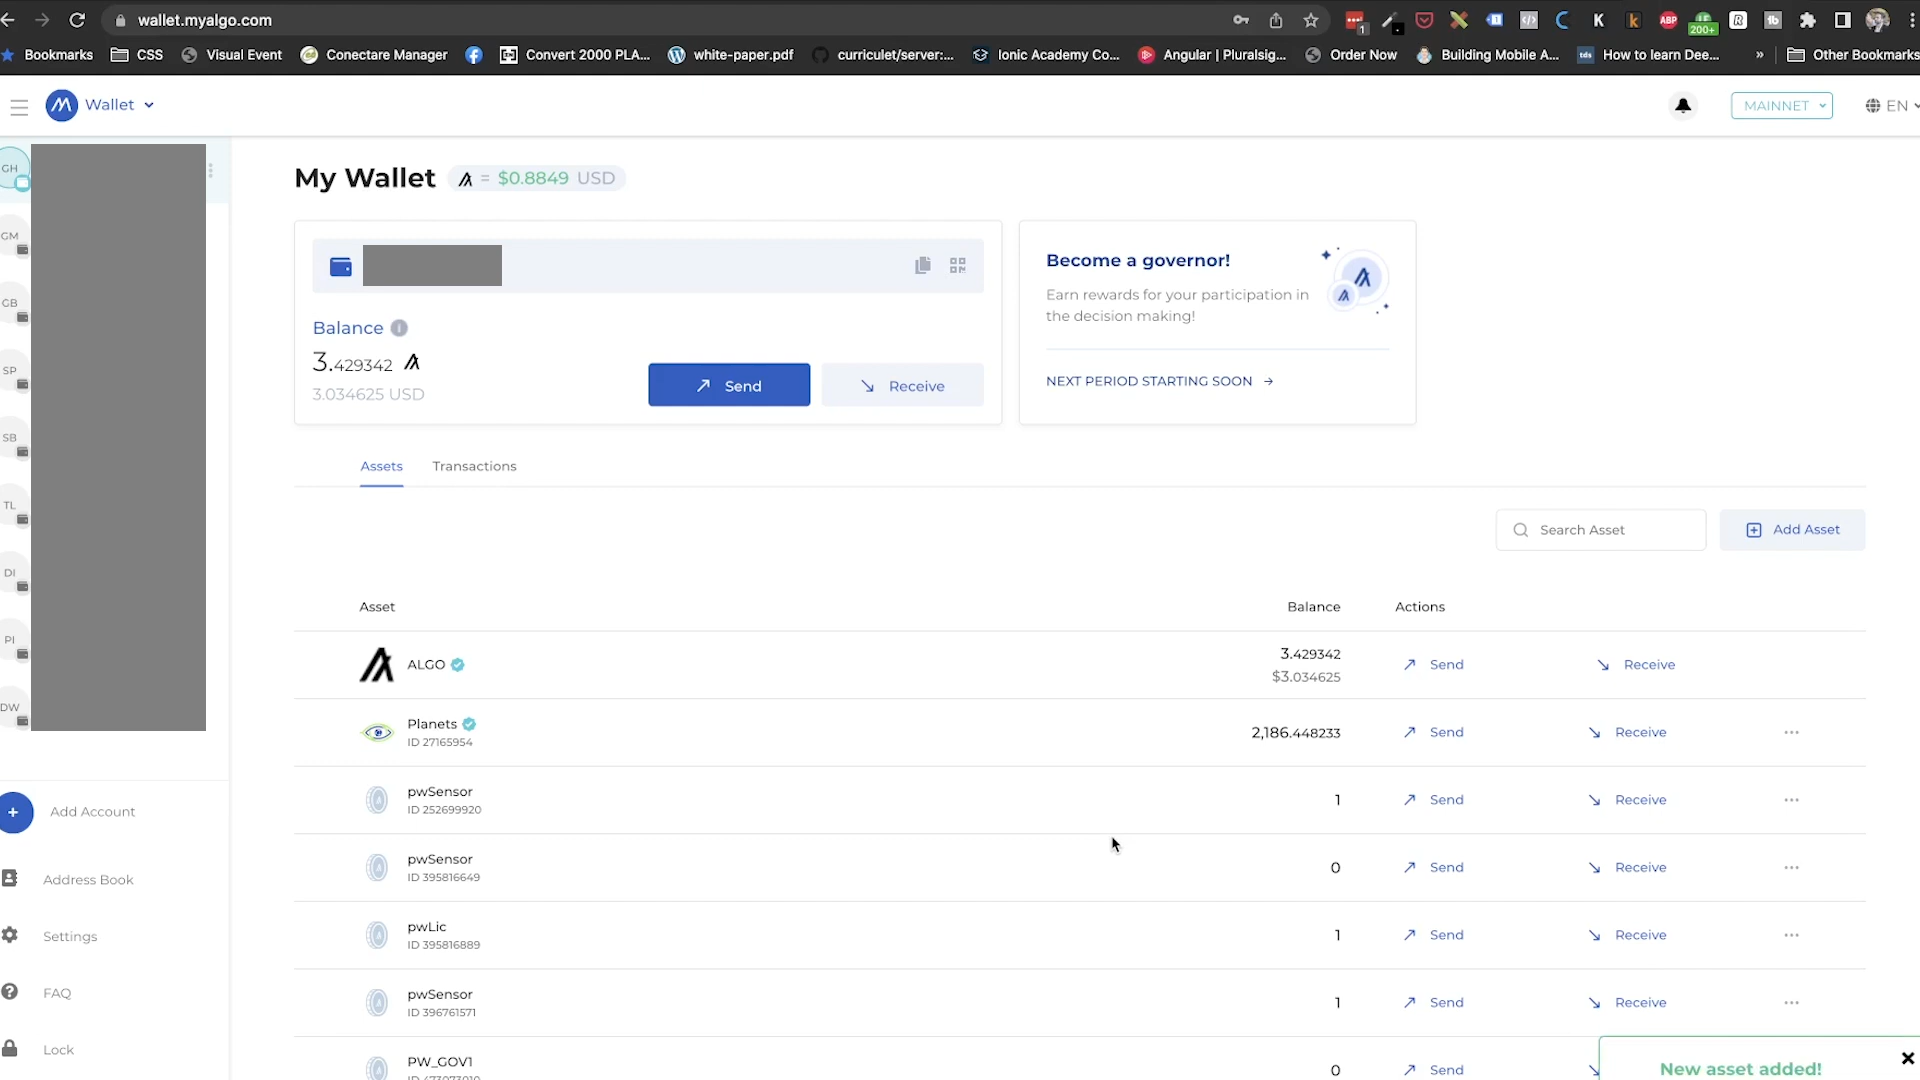 wallet.myalgo.com
1
ABP
200+
Bookmarks CSS Visual Event Conectare Manager Convert 2000 PLA... white-paper.pdf curriculet/server:... Ionic Academy Co... Angular | Pluralsig... Order Now Building Mobile A... tds How to learn Dee... » Other Bookmarks
Wallet
MAINNET
EN
GH
GM
GB
SP
SB
TL
DI
PI
DW
Add Account
Address Book
Settings
FAQ
Lock
My Wallet = $0.8849 USD
Balance
3.429342
3.034625 USD
Send
Receive
Become a governor!
Earn rewards for your participation in
the decision making!
NEXT PERIOD STARTING SOON →
Assets Transactions
Search Asset
Add Asset
Asset Balance Actions
ALGO 3.429342 Send Receive
$3.034625
Planets 2,186.448233 Send Receive
ID 27165954
pwSensor 1 Send Receive
ID 252699920
pwSensor 0 Send Receive
ID 395816649
pwLic 1 Send Receive
ID 395816889
pwSensor 1 Send Receive
ID 396761571
PW_GOV1 0 Send
New asset added!